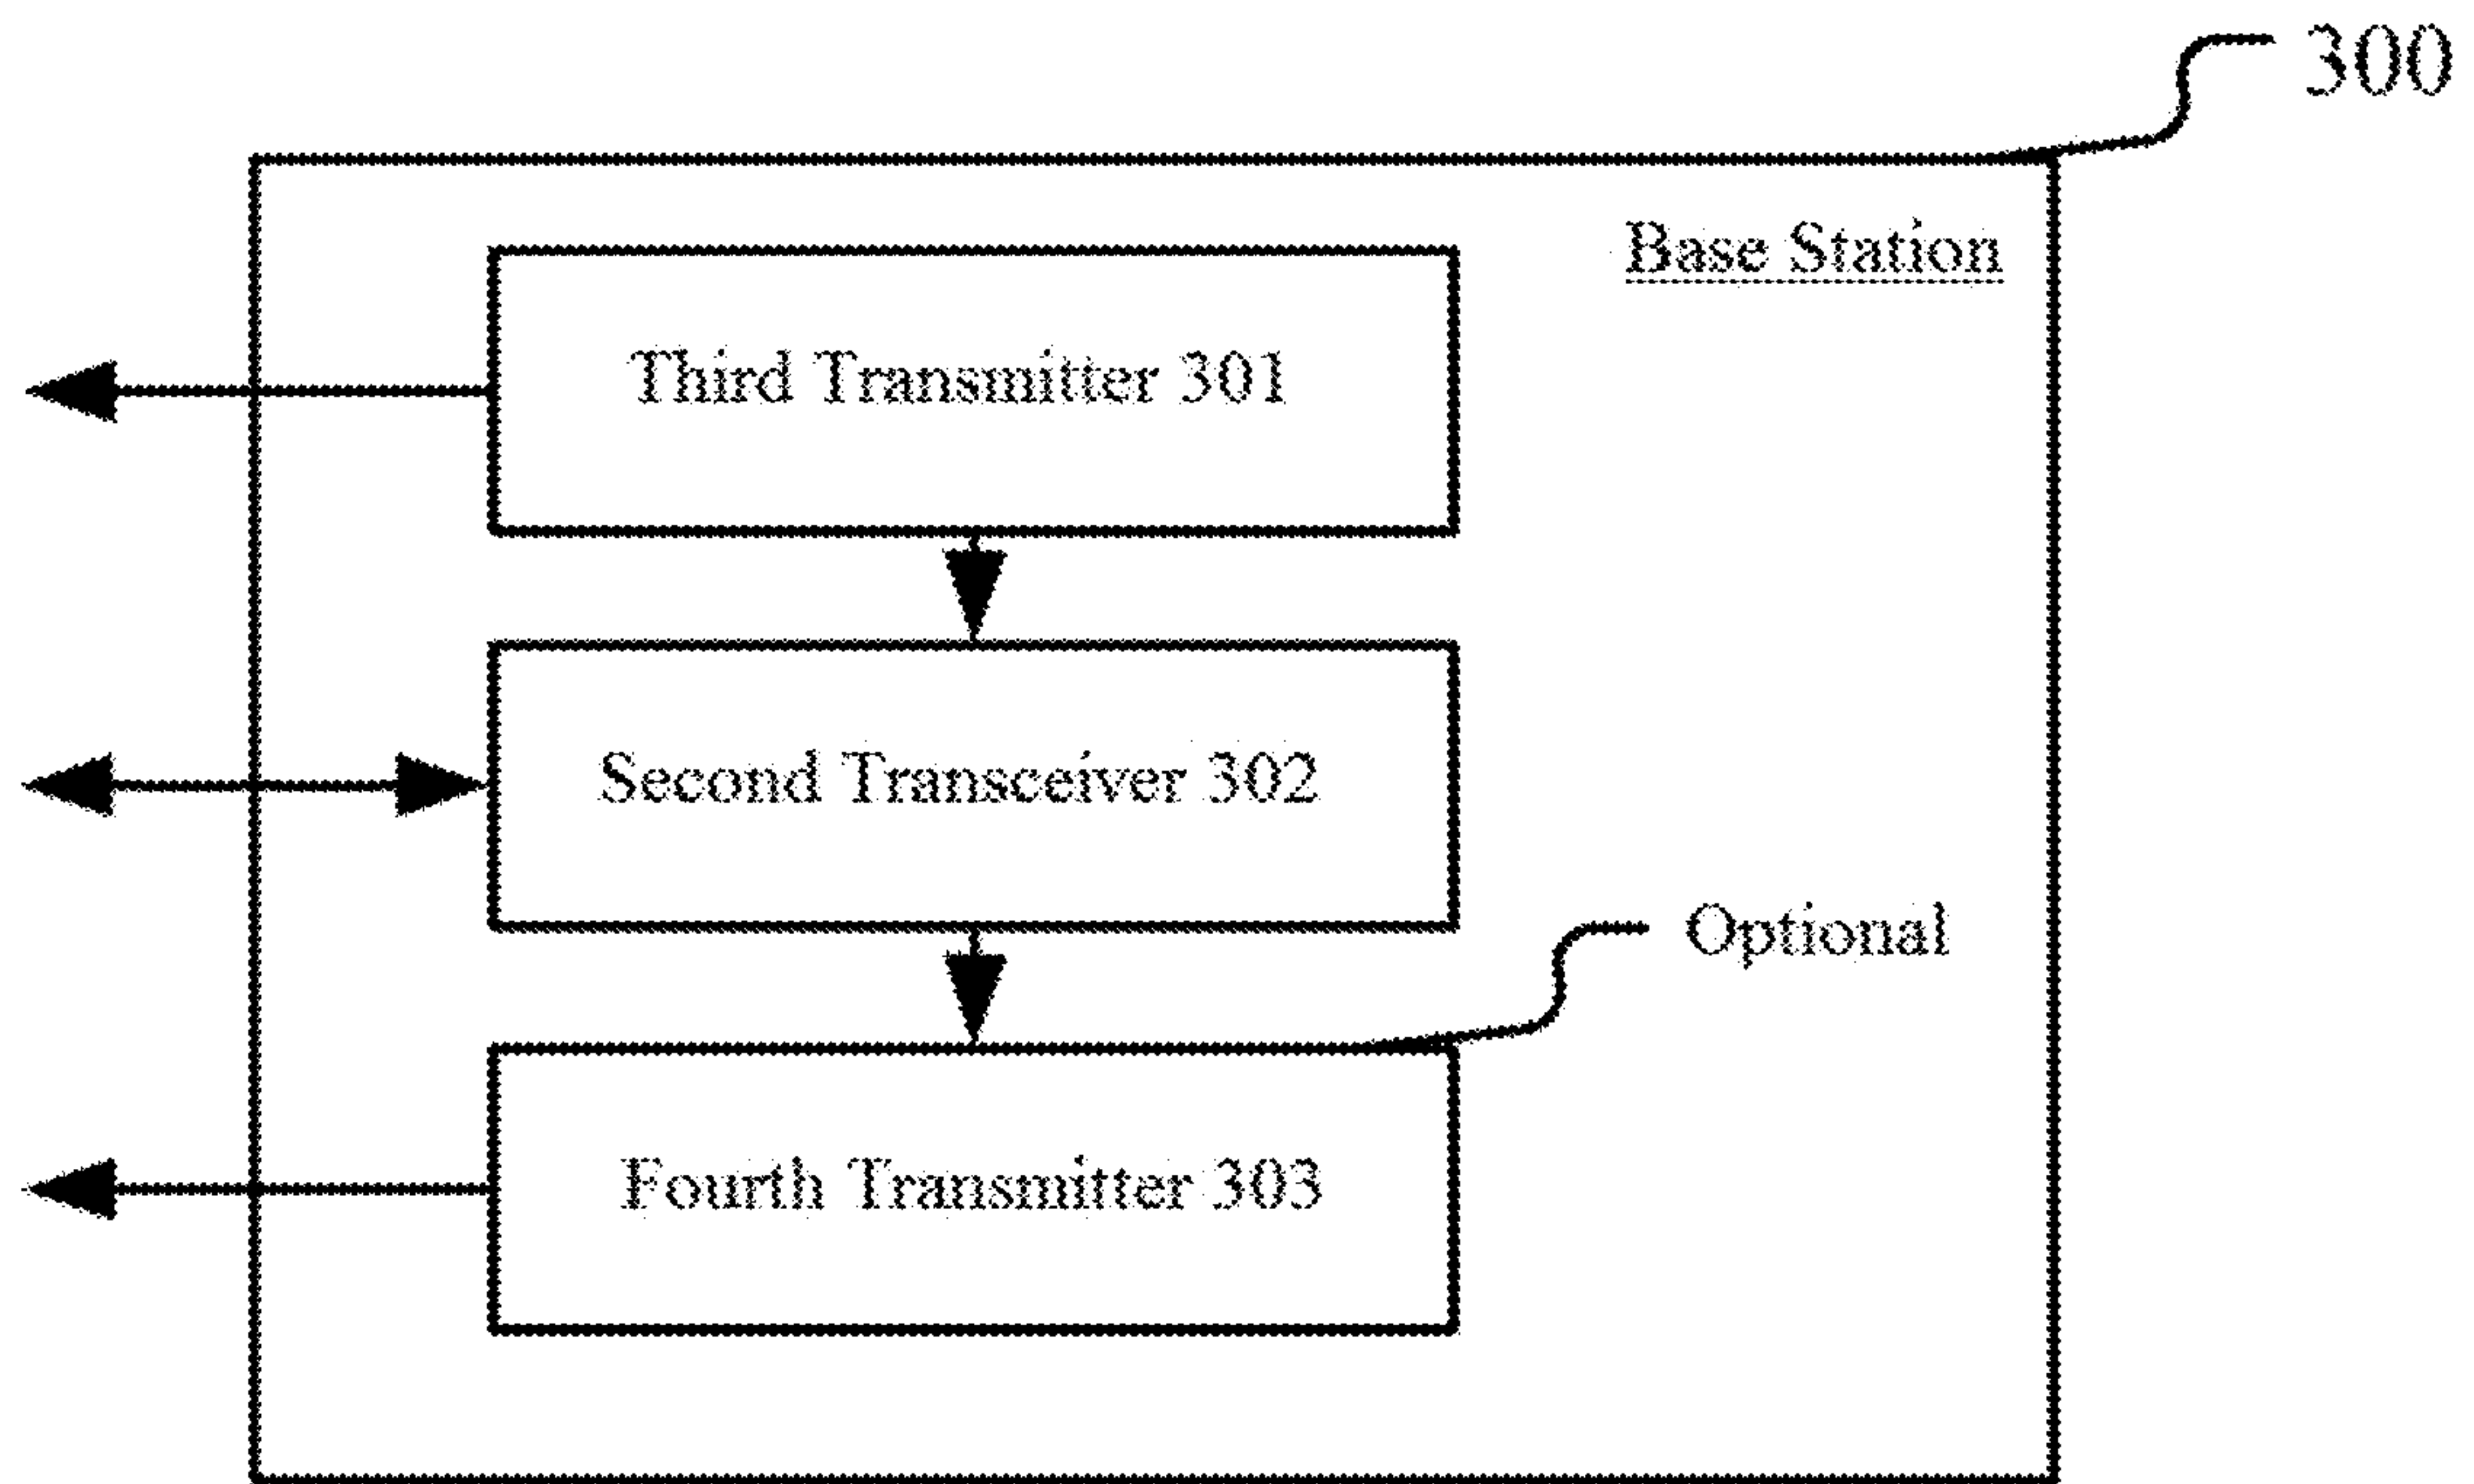 300
Base Station
Third Transmitter 301
Second Transceiver 302
Optional
Fourth Transmitter 303